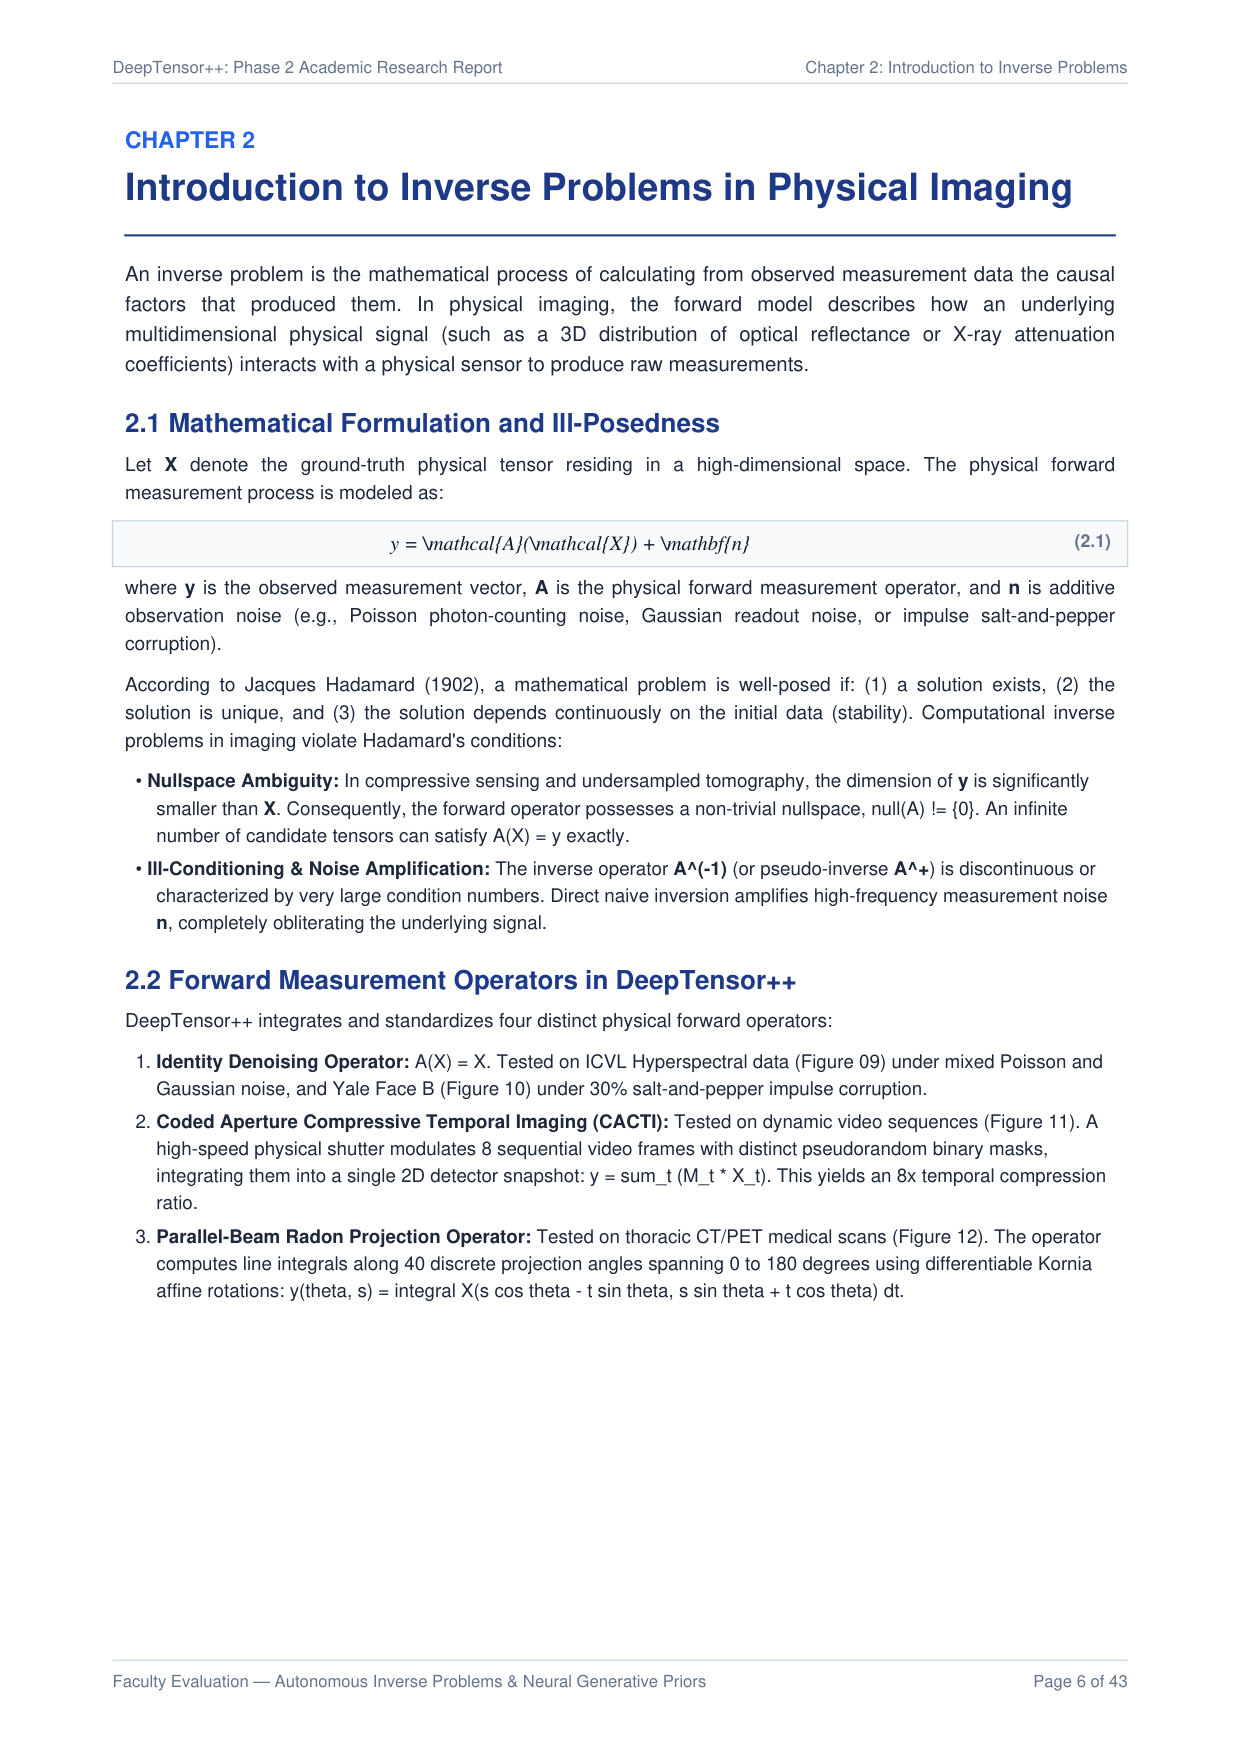 DeepTensor++: Phase 2 Academic Research Report
Chapter 2: Introduction to Inverse Problems
CHAPTER 2
Introduction to Inverse Problems in Physical Imaging
An inverse problem is the mathematical process of calculating from observed measurement data the causal
factors that produced them. In physical imaging, the forward model describes how an underlying
multidimensional physical signal (such as a 3D distribution of optical reflectance or X-ray attenuation
coefficients) interacts with a physical sensor to produce raw measurements.
2.1 Mathematical Formulation and Ill-Posedness
Let X denote the ground-truth physical tensor residing in a high-dimensional space. The physical forward
measurement process is modeled as:
y = \mathcal{A}(\mathcal{X}) + \mathbf{n}
(2.1)
where y is the observed measurement vector, A is the physical forward measurement operator, and n is additive
observation noise (e.g., Poisson photon-counting noise, Gaussian readout noise, or impulse salt-and-pepper
corruption).
According to Jacques Hadamard (1902), a mathematical problem is well-posed if: (1) a solution exists, (2) the
solution is unique, and (3) the solution depends continuously on the initial data (stability). Computational inverse
problems in imaging violate Hadamard's conditions:
• Nullspace Ambiguity: In compressive sensing and undersampled tomography, the dimension of y is significantly
smaller than X. Consequently, the forward operator possesses a non-trivial nullspace, null(A) != {0}. An infinite
number of candidate tensors can satisfy A(X) = y exactly.
• Ill-Conditioning & Noise Amplification: The inverse operator A^(-1) (or pseudo-inverse A^+) is discontinuous or
characterized by very large condition numbers. Direct naive inversion amplifies high-frequency measurement noise
n, completely obliterating the underlying signal.
2.2 Forward Measurement Operators in DeepTensor++
DeepTensor++ integrates and standardizes four distinct physical forward operators:
1. Identity Denoising Operator: A(X) = X. Tested on ICVL Hyperspectral data (Figure 09) under mixed Poisson and
Gaussian noise, and Yale Face B (Figure 10) under 30% salt-and-pepper impulse corruption.
2. Coded Aperture Compressive Temporal Imaging (CACTI): Tested on dynamic video sequences (Figure 11). A
high-speed physical shutter modulates 8 sequential video frames with distinct pseudorandom binary masks,
integrating them into a single 2D detector snapshot: y = sum_t (M_t * X_t). This yields an 8x temporal compression
ratio.
3. Parallel-Beam Radon Projection Operator: Tested on thoracic CT/PET medical scans (Figure 12). The operator
computes line integrals along 40 discrete projection angles spanning 0 to 180 degrees using differentiable Kornia
affine rotations: y(theta, s) = integral X(s cos theta - t sin theta, s sin theta + t cos theta) dt.
Faculty Evaluation — Autonomous Inverse Problems & Neural Generative Priors
Page 6 of 43